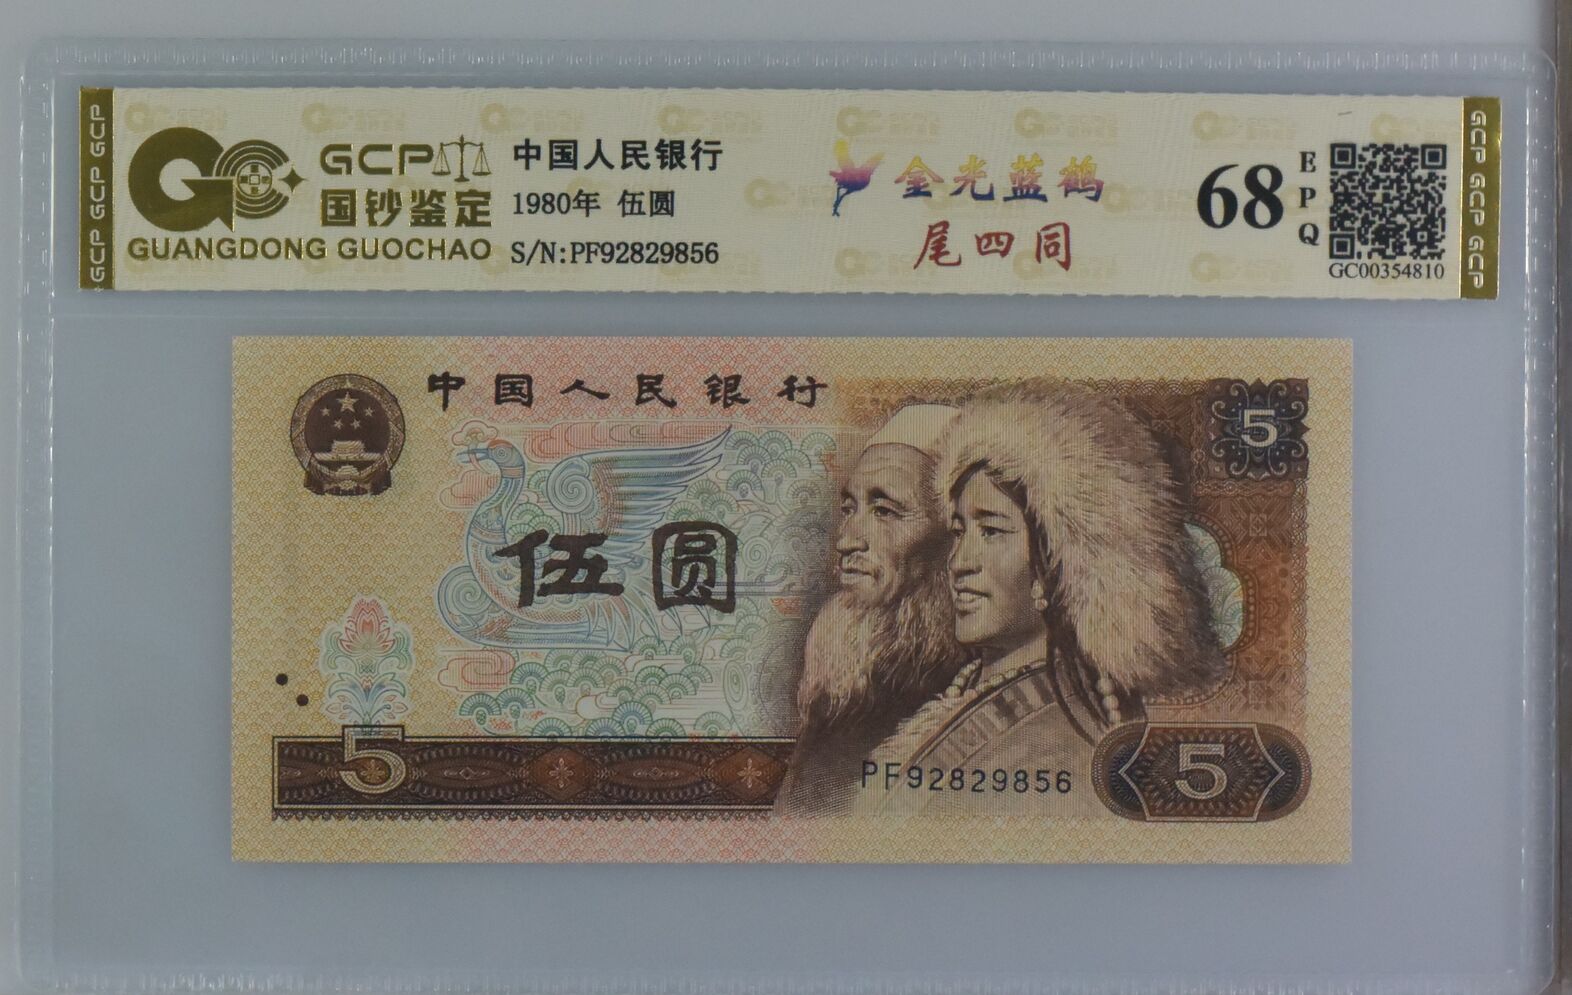 GCP GCP GCP
GCP
国钞鉴定
GUANGDONG GUOCHAO
中国人民银行
1980年 伍圆
S/N:PF92829856
金光蓝鹤
尾四同
68
EPQ
GC00354810
GCP GCP GCP
中国人民银行
5
伍圆
5
PF92829856
5